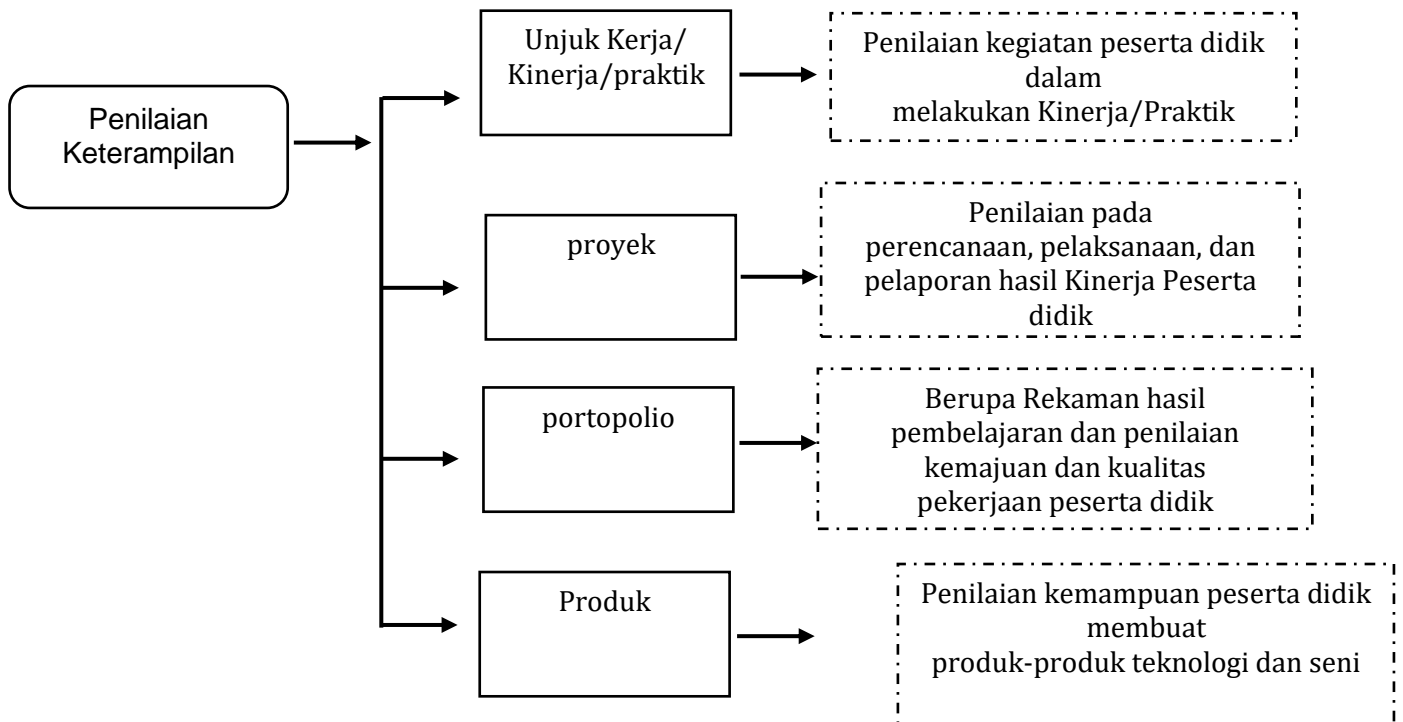 Penilaian
Keterampilan
Unjuk Kerja/
Kinerja/praktik
Penilaian kegiatan peserta didik
dalam
melakukan Kinerja/Praktik
proyek
Penilaian pada
perencanaan, pelaksanaan, dan
pelaporan hasil Kinerja Peserta
didik
portopolio
Berupa Rekaman hasil
pembelajaran dan penilaian
kemajuan dan kualitas
pekerjaan peserta didik
Produk
Penilaian kemampuan peserta didik
membuat
produk-produk teknologi dan seni